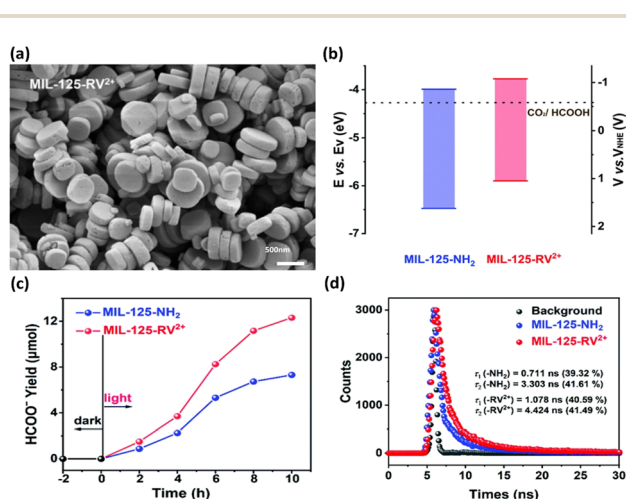 (a)
MIL-125-RV²⁺
500nm
(b)
E vs. Ev (eV)
-4
-5
-6
-7
CO₂/ HCOOH
V vs.V_NHE (V)
-1
0
1
2
MIL-125-NH₂ MIL-125-RV²⁺
(c)
HCOO⁻ Yield (μmol)
12
8
4
0
MIL-125-NH₂
MIL-125-RV²⁺
light
dark
-2 0 2 4 6 8 10
Time (h)
(d)
Counts
3000
2000
1000
0
Background
MIL-125-NH₂
MIL-125-RV²⁺
τ₁ (-NH₂) = 0.711 ns (39.32 %)
τ₂ (-NH₂) = 3.303 ns (41.61 %)
τ₁ (-RV²⁺) = 1.078 ns (40.59 %)
τ₂ (-RV²⁺) = 4.424 ns (41.49 %)
0 5 10 15 20 25 30
Times (ns)